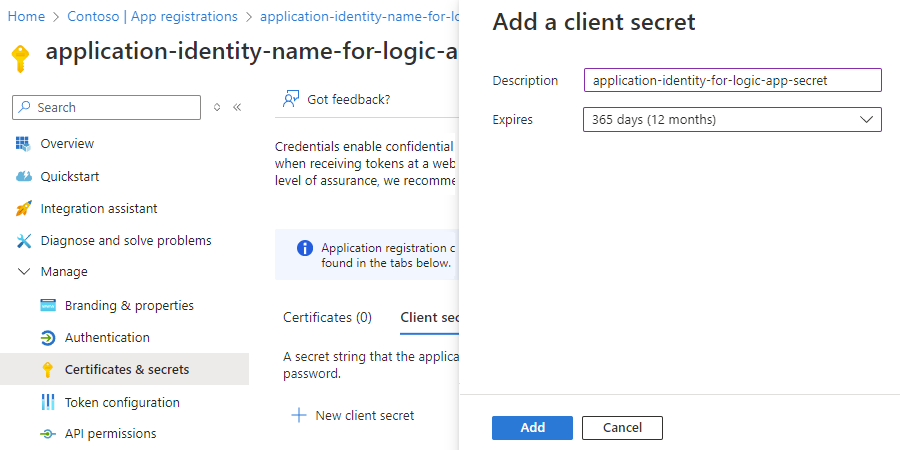 Home > Contoso | App registrations > application-identity-name-for-lo
application-identity-name-for-logic-a
Search
Overview
Quickstart
Integration assistant
Diagnose and solve problems
Manage
Branding & properties
Authentication
Certificates & secrets
Token configuration
API permissions
Got feedback?
Credentials enable confidential
when receiving tokens at a web
level of assurance, we recomme
Application registration c
found in the tabs below.
Certificates (0) Client sec
A secret string that the applica
password.
New client secret
Add a client secret
Description application-identity-for-logic-app-secret
Expires 365 days (12 months)
Add Cancel